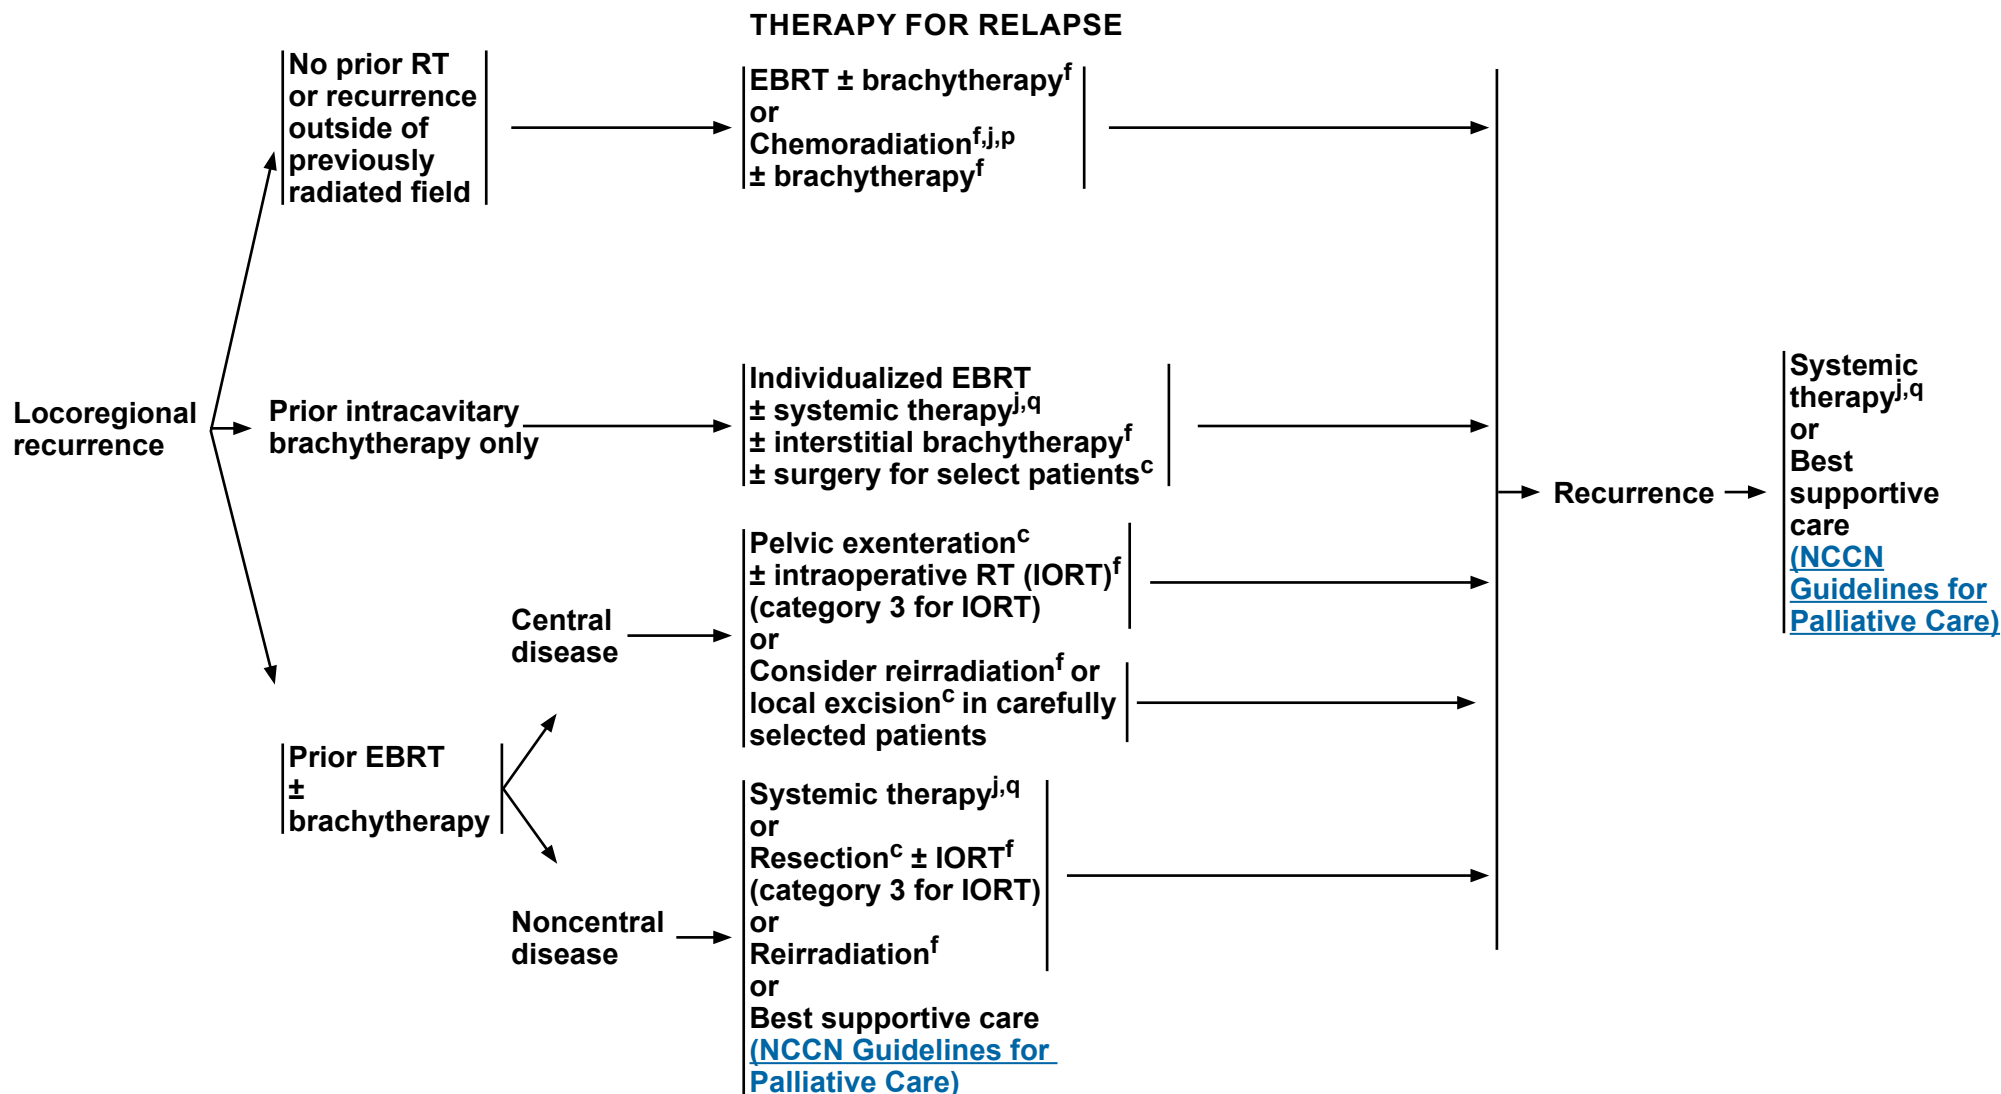 THERAPY FOR RELAPSE
No prior RT
or recurrence
outside of
previously
radiated field
EBRT ± brachytherapyf
or
Chemoradiationf,j,p
± brachytherapyf
Locoregional
recurrence
Prior intracavitary
brachytherapy only
Individualized EBRT
± systemic therapyj,q
± interstitial brachytherapyf
± surgery for select patientsc
Prior EBRT
±
brachytherapy
Central
disease
Pelvic exenterationc
± intraoperative RT (IORT)f
(category 3 for IORT)
or
Consider reirradiationf or
local excisionc in carefully
selected patients
Noncentral
disease
Systemic therapyj,q
or
Resectionc ± IORTf
(category 3 for IORT)
or
Reirradiationf
or
Best supportive care
(NCCN Guidelines for
Palliative Care)
Recurrence
Systemic
therapyj,q
or
Best
supportive
care
(NCCN
Guidelines for
Palliative Care)